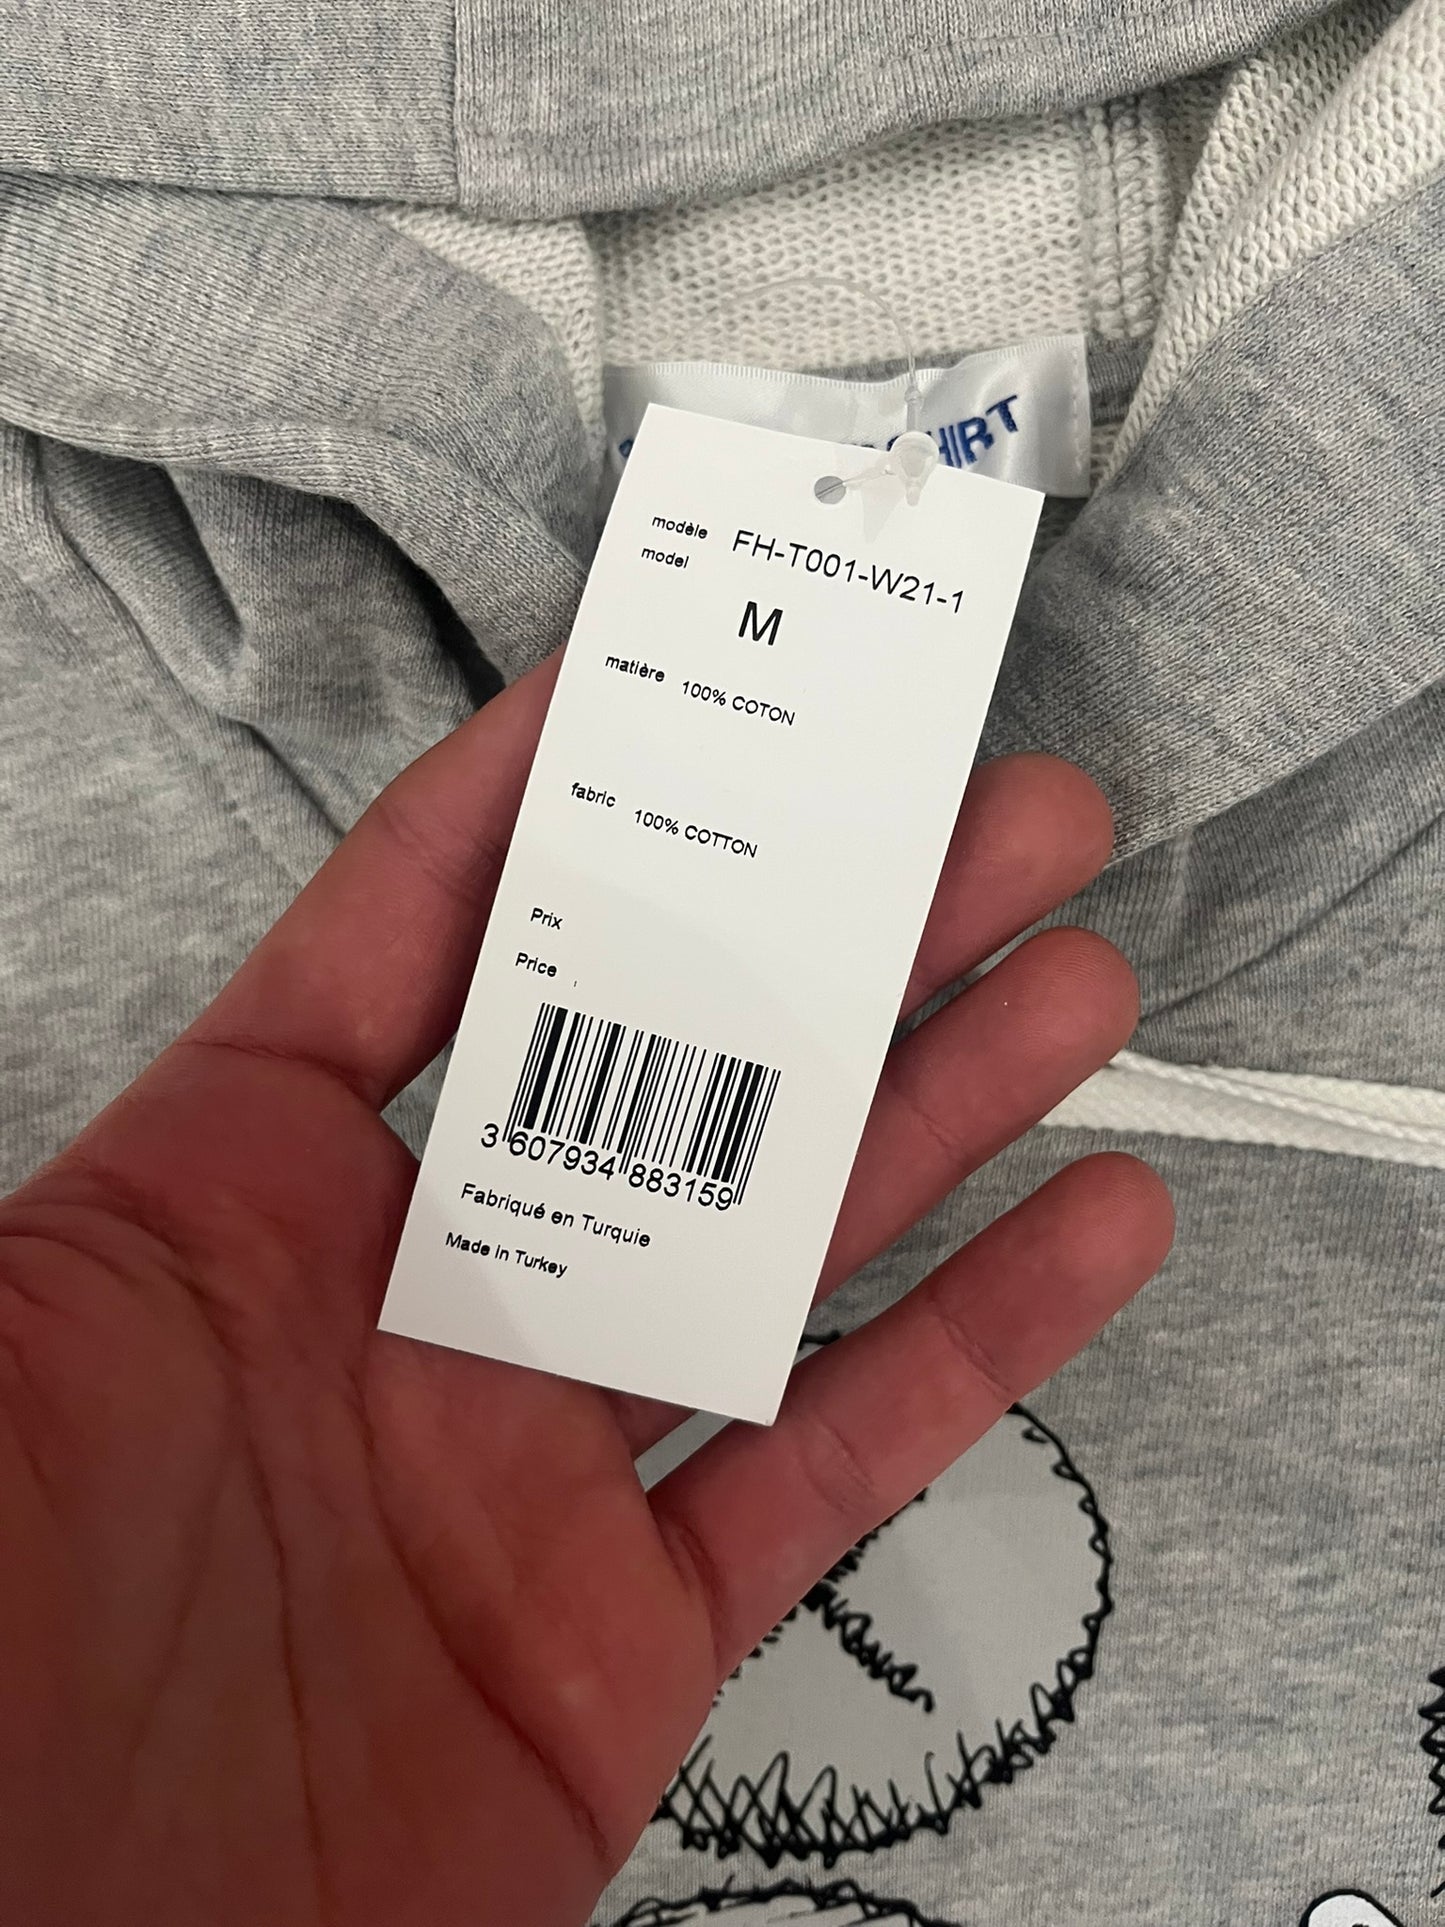 modèle FH-T001-W21-1
model
M
matière 100% COTON
fabric 100% COTTON
Prix
Price
3 607934 883159
Fabriqué en Turquie
Made in Turkey